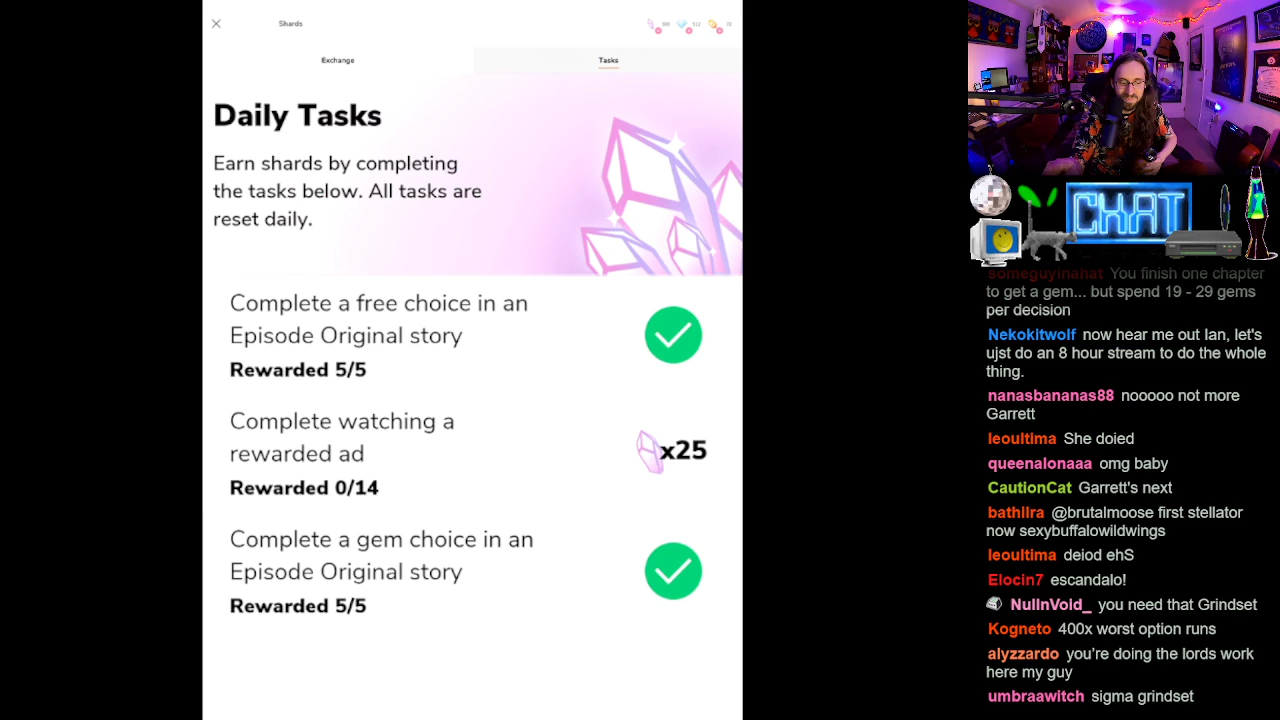 Shards
512
Exchange
Tasks
Daily Tasks
Earn shards by completing
the tasks below. All tasks are
reset daily.
Complete a free choice in an
Episode Original story
Rewarded 5/5
Complete watching a
rewarded ad
x25
Rewarded 0/14
Complete a gem choice in an
Episode Original story
Rewarded 5/5
CHAT
someguyinahat You finish one chapter
to get a gem... but spend 19 - 29 gems
per decision
Nekokitwolf now hear me out Ian, let's
ujst do an 8 hour stream to do the whole
thing.
nanasbananas88 nooooo not more
Garrett
leoultima She doied
queenalonaaa omg baby
CautionCat Garrett's next
bathilra @brutalmoose first stellator
now sexybuffalowildwings
leoultima deiod ehS
Elocin7 escandalo!
NullnVoid_ you need that Grindset
Kogneto 400x worst option runs
alyzzardo you're doing the lords work
here my guy
umbraawitch sigma grindset